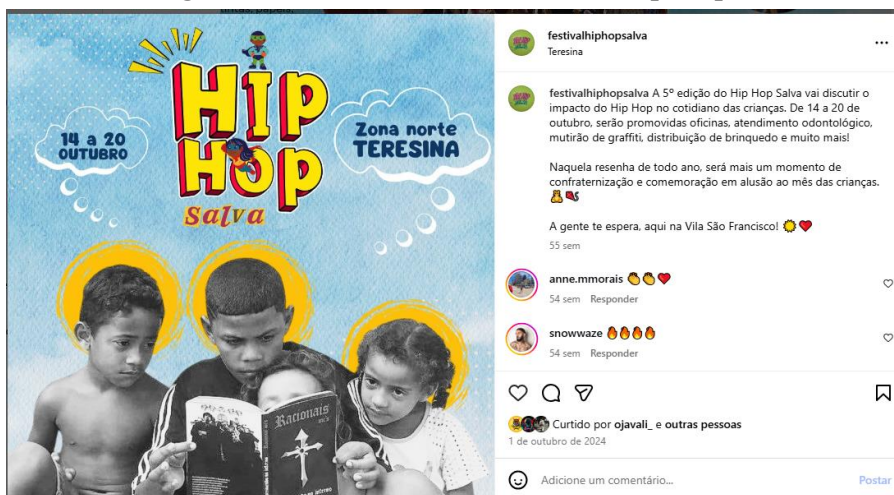 HIP
HOP
Salva
14 a 20
OUTUBRO
Zona norte
TERESINA
Racionais
festivalhiphopsalva
Teresina
festivalhiphopsalva A 5º edição do Hip Hop Salva vai discutir o
impacto do Hip Hop no cotidiano das crianças. De 14 a 20 de
outubro, serão promovidas oficinas, atendimento odontológico,
mutirão de graffiti, distribuição de brinquedo e muito mais!
Naquela resenha de todo ano, será mais um momento de
confraternização e comemoração em alusão ao mês das crianças.
A gente te espera, aqui na Vila São Francisco!
55 sem
anne.mmorais
54 sem Responder
snowwaze
54 sem Responder
Curtido por ojavali_ e outras pessoas
1 de outubro de 2024
Adicione um comentário...
Postar